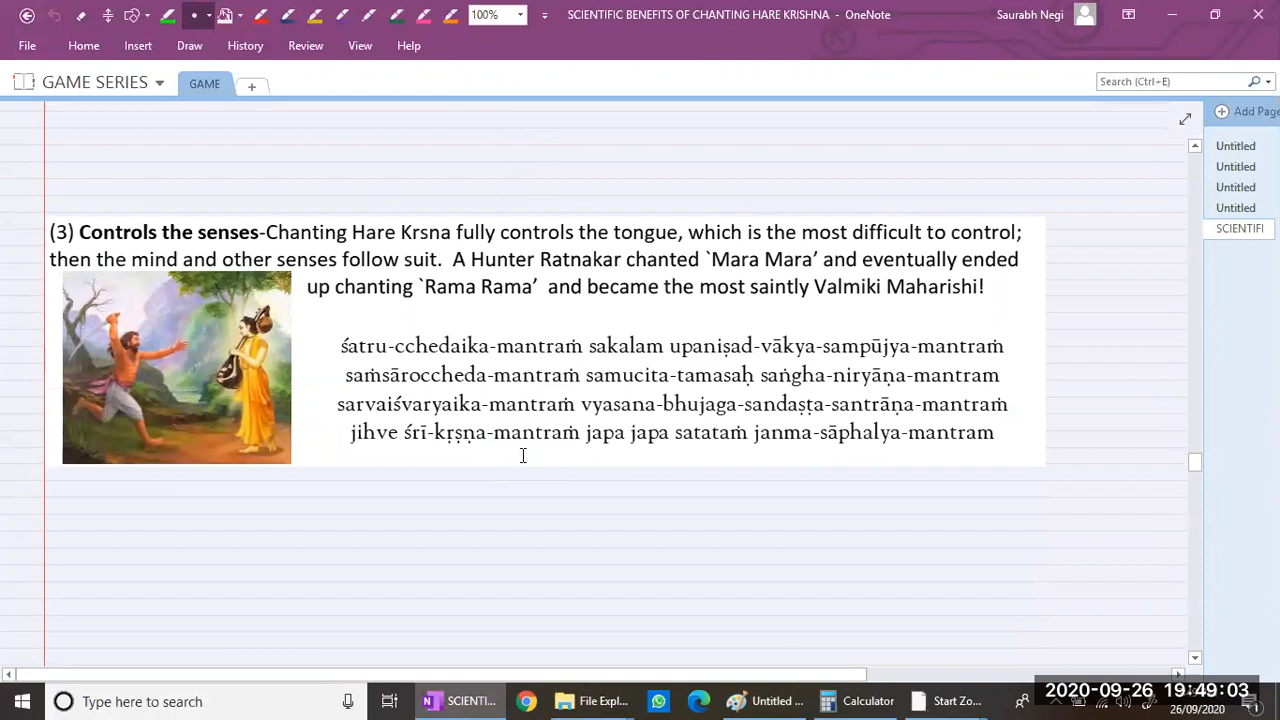 100%
SCIENTIFIC BENEFITS OF CHANTING HARE KRISHNA - OneNote
Saurabh Negi
File Home Insert Draw History Review View Help
GAME SERIES
GAME
Search (Ctrl+E)
Add Page
Untitled
Untitled
Untitled
Untitled
SCIENTIFI
(3) Controls the senses-Chanting Hare Krsna fully controls the tongue, which is the most difficult to control;
then the mind and other senses follow suit. A Hunter Ratnakar chanted `Mara Mara’ and eventually ended
up chanting `Rama Rama’ and became the most saintly Valmiki Maharishi!
śatru-cchedaika-mantraṁ sakalam upaniṣad-vākya-sampūjya-mantraṁ
saṁsāroccheda-mantraṁ samucita-tamasaḥ saṅgha-niryāṇa-mantram
sarvaiśvaryaika-mantraṁ vyasana-bhujaga-sandaṣṭa-santrāṇa-mantraṁ
jihve śrī-kṛṣṇa-mantraṁ japa japa satataṁ janma-sāphalya-mantram
Type here to search
SCIENTI...
File Expl...
Untitled ...
Calculator
Start Zo...
2020-09-26 19:49:03
26/09/2020